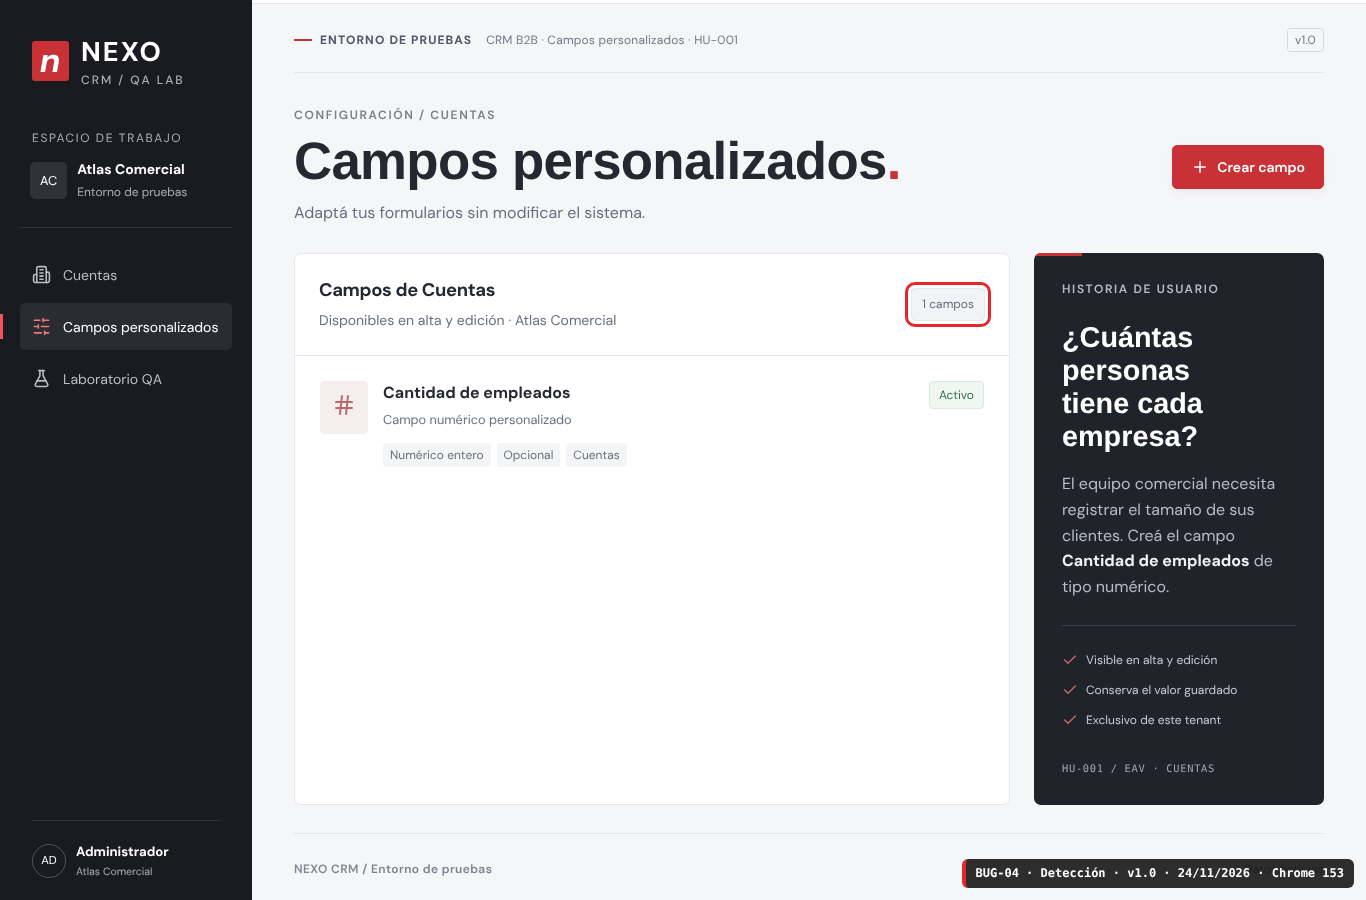 n NEXO
CRM / QA LAB
ESPACIO DE TRABAJO
AC Atlas Comercial
Entorno de pruebas
Cuentas
Campos personalizados
Laboratorio QA
AD Administrador
Atlas Comercial
ENTORNO DE PRUEBAS CRM B2B · Campos personalizados · HU-001 v1.0
CONFIGURACIÓN / CUENTAS
Campos personalizados.
Adaptá tus formularios sin modificar el sistema.
+ Crear campo
Campos de Cuentas
Disponibles en alta y edición · Atlas Comercial
1 campos
# Cantidad de empleados
Campo numérico personalizado
Numérico entero Opcional Cuentas
Activo
HISTORIA DE USUARIO
¿Cuántas
personas
tiene cada
empresa?
El equipo comercial necesita
registrar el tamaño de sus
clientes. Creá el campo
Cantidad de empleados de
tipo numérico.
Visible en alta y edición
Conserva el valor guardado
Exclusivo de este tenant
HU-001 / EAV · CUENTAS
NEXO CRM / Entorno de pruebas
BUG-04 · Detección · v1.0 · 24/11/2026 · Chrome 153